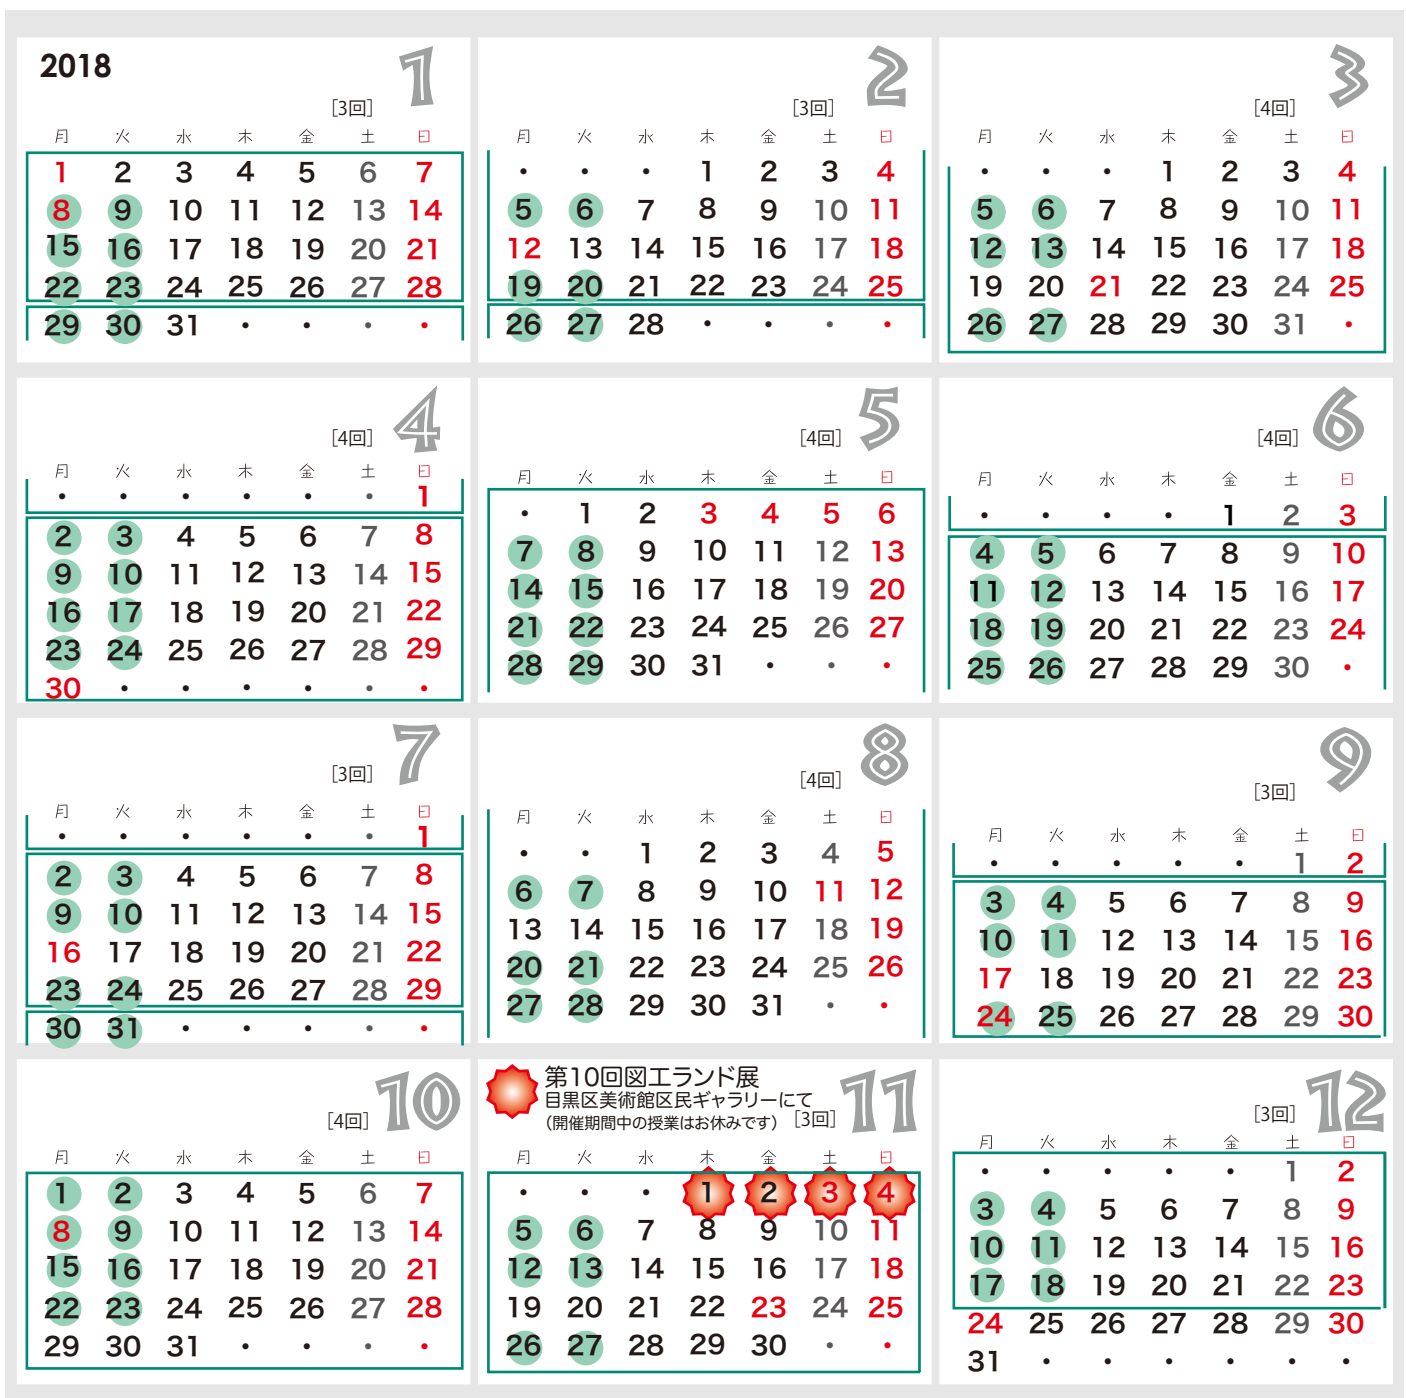 2018
1
[3回]
月 火 水 木 金 土 日
1 2 3 4 5 6 7
8 9 10 11 12 13 14
15 16 17 18 19 20 21
22 23 24 25 26 27 28
29 30 31 • • • •
2
[3回]
月 火 水 木 金 土 日
• • • 1 2 3 4
5 6 7 8 9 10 11
12 13 14 15 16 17 18
19 20 21 22 23 24 25
26 27 28 • • • •
3
[4回]
月 火 水 木 金 土 日
• • • 1 2 3 4
5 6 7 8 9 10 11
12 13 14 15 16 17 18
19 20 21 22 23 24 25
26 27 28 29 30 31 •
4
[4回]
月 火 水 木 金 土 日
• • • • • • 1
2 3 4 5 6 7 8
9 10 11 12 13 14 15
16 17 18 19 20 21 22
23 24 25 26 27 28 29
30 • • • • • •
5
[4回]
月 火 水 木 金 土 日
• 1 2 3 4 5 6
7 8 9 10 11 12 13
14 15 16 17 18 19 20
21 22 23 24 25 26 27
28 29 30 31 • • •
6
[4回]
月 火 水 木 金 土 日
• • • • 1 2 3
4 5 6 7 8 9 10
11 12 13 14 15 16 17
18 19 20 21 22 23 24
25 26 27 28 29 30 •
7
[3回]
月 火 水 木 金 土 日
• • • • • • 1
2 3 4 5 6 7 8
9 10 11 12 13 14 15
16 17 18 19 20 21 22
23 24 25 26 27 28 29
30 31 • • • • •
8
[4回]
月 火 水 木 金 土 日
• • 1 2 3 4 5
6 7 8 9 10 11 12
13 14 15 16 17 18 19
20 21 22 23 24 25 26
27 28 29 30 31 • •
9
[3回]
月 火 水 木 金 土 日
• • • • • 1 2
3 4 5 6 7 8 9
10 11 12 13 14 15 16
17 18 19 20 21 22 23
24 25 26 27 28 29 30
10
[4回]
月 火 水 木 金 土 日
1 2 3 4 5 6 7
8 9 10 11 12 13 14
15 16 17 18 19 20 21
22 23 24 25 26 27 28
29 30 31 • • • •
第10回図工ランド展
目黒区美術館区民ギャラリーにて
（開催期間中の授業はお休みです）
[3回]
11
月 火 水 木 金 土 日
• • • 1 2 3 4
5 6 7 8 9 10 11
12 13 14 15 16 17 18
19 20 21 22 23 24 25
26 27 28 29 30 • •
12
[3回]
月 火 水 木 金 土 日
• • • • • 1 2
3 4 5 6 7 8 9
10 11 12 13 14 15 16
17 18 19 20 21 22 23
24 25 26 27 28 29 30
31 • • • • • •